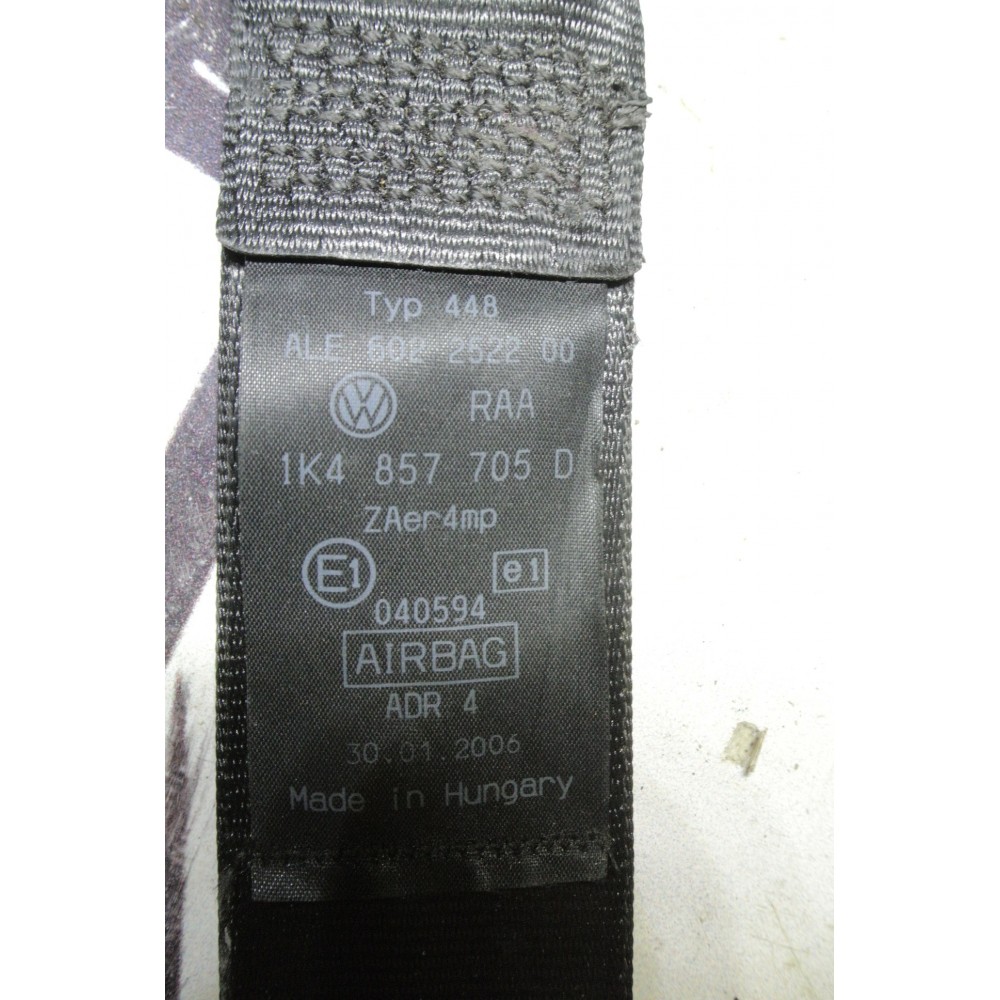 Typ 448
ALE 602 2522 00
RAA
1K4 857 705 D
ZAer4mp
E1 e1
040594
AIRBAG
ADR 4
30.01.2006
Made in Hungary